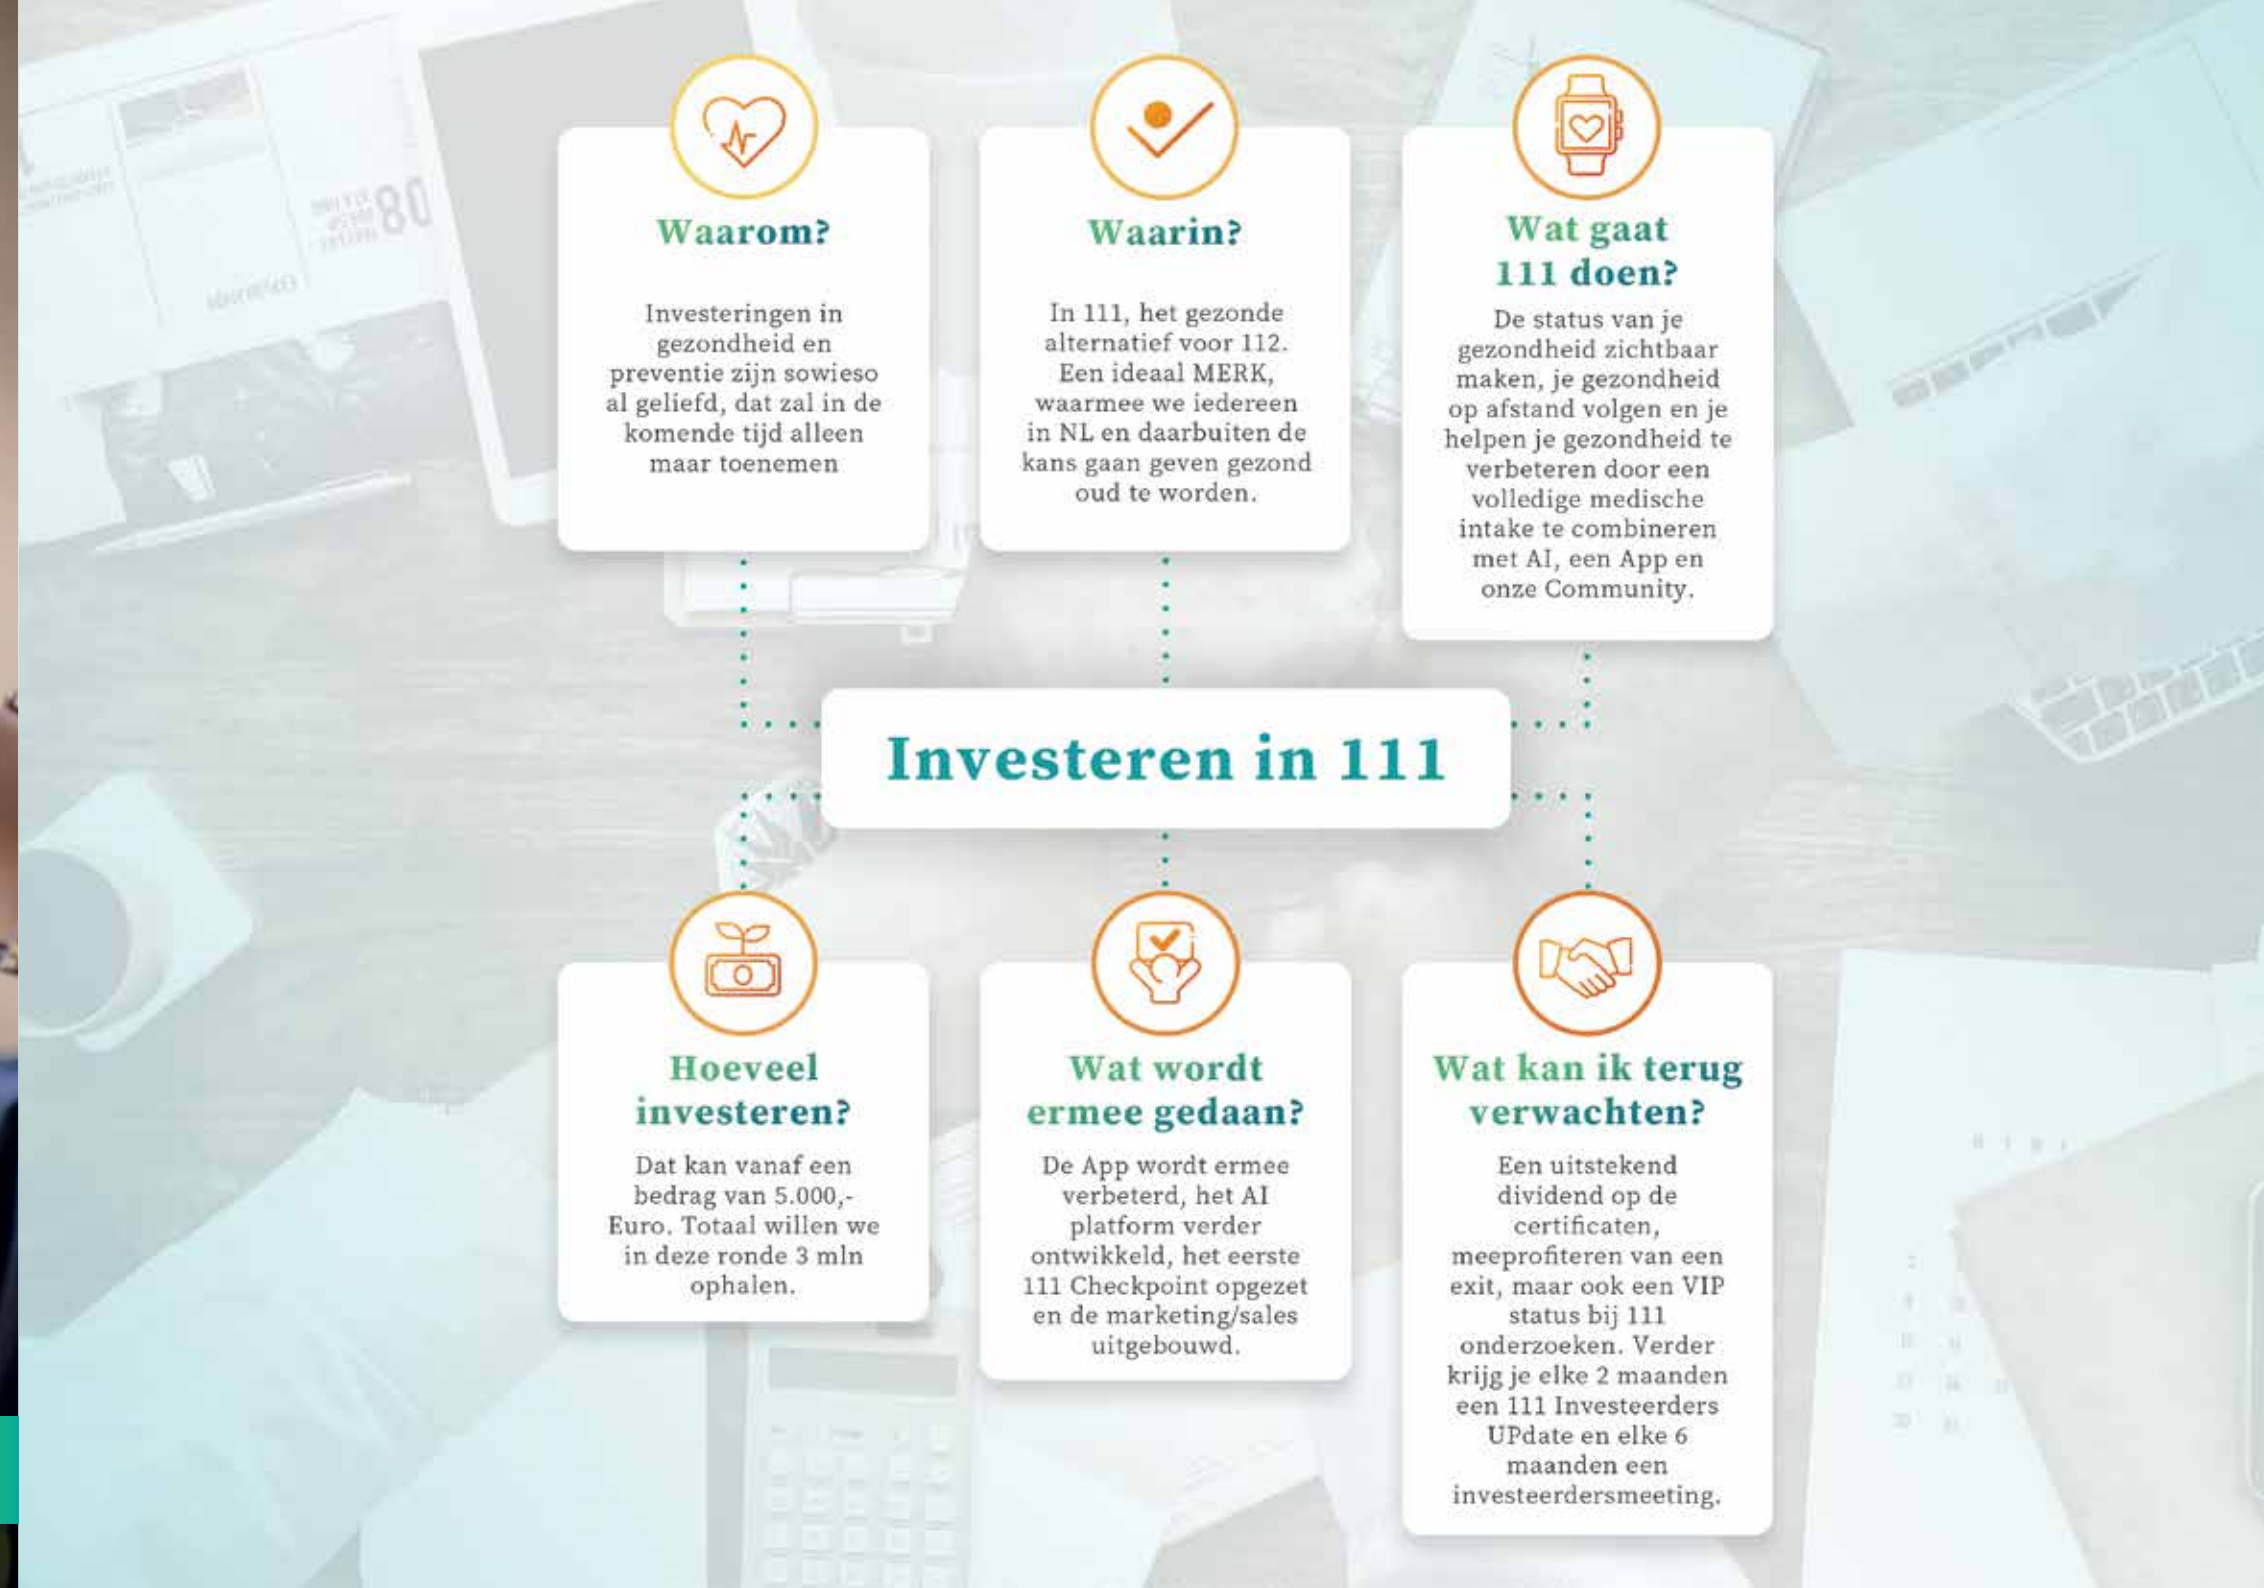 Waarom?
Investeringen in
gezondheid en
preventie zijn sowieso
al geliefd, dat zal in de
komende tijd alleen
maar toenemen
Waarin?
In 111, het gezonde
alternatief voor 112.
Een ideaal MERK,
waarmee we iedereen
in NL en daarbuiten de
kans gaan geven gezond
oud te worden.
Wat gaat
111 doen?
De status van je
gezondheid zichtbaar
maken, je gezondheid
op afstand volgen en je
helpen je gezondheid te
verbeteren door een
volledige medische
intake te combineren
met AI, een App en
onze Community.
Investeren in 111
Hoeveel
investeren?
Dat kan vanaf een
bedrag van 5.000,-
Euro. Totaal willen we
in deze ronde 3 mln
ophalen.
Wat wordt
ermee gedaan?
De App wordt ermee
verbeterd, het AI
platform verder
ontwikkeld, het eerste
111 Checkpoint opgezet
en de marketing/sales
uitgebouwd.
Wat kan ik terug
verwachten?
Een uitstekend
dividend op de
certificaten,
meeprofiteren van een
exit, maar ook een VIP
status bij 111
onderzoeken. Verder
krijg je elke 2 maanden
een 111 Investeerders
UPdate en elke 6
maanden een
investeerdersmeeting.